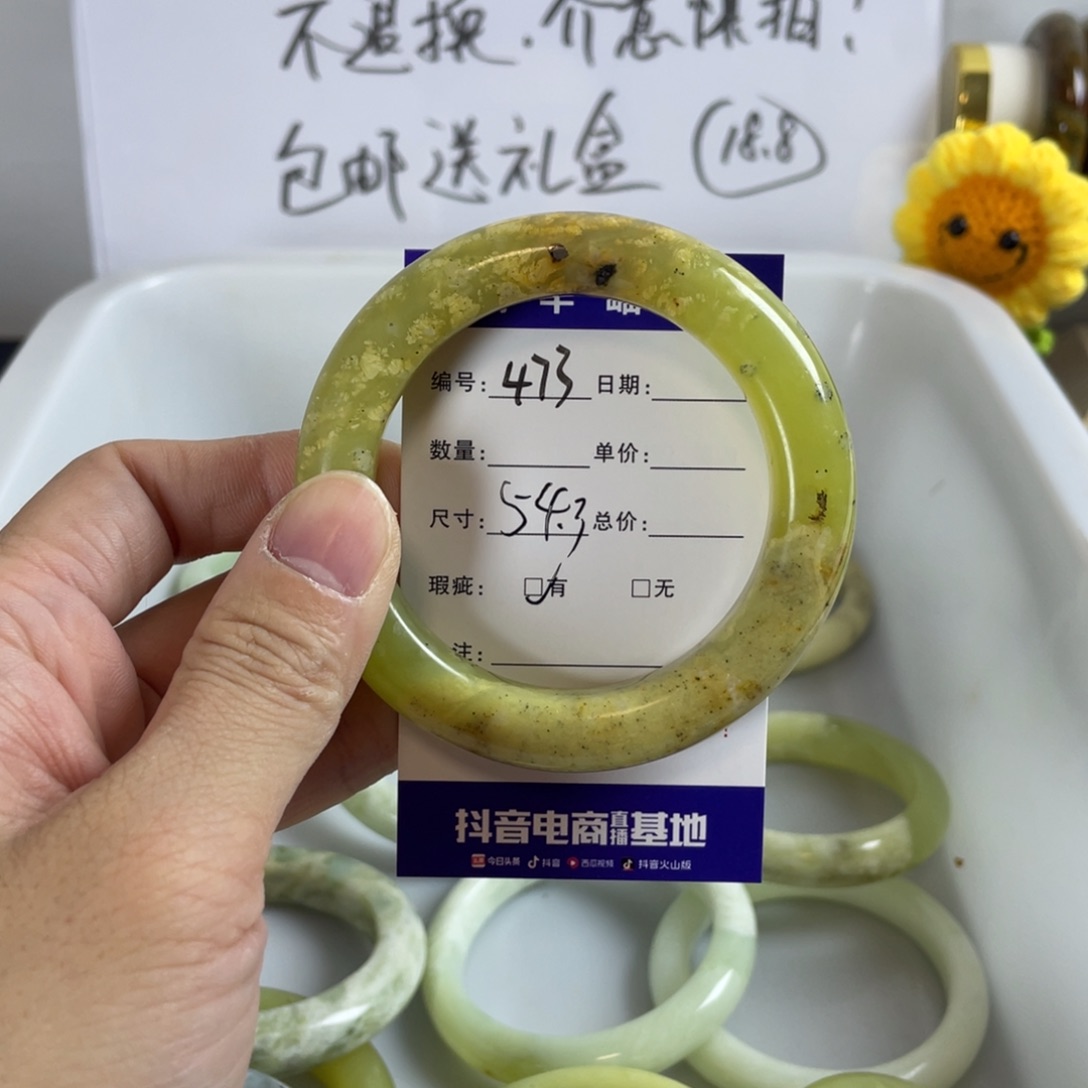 不退换，介意慎拍！
包邮送礼盒 18.8
编号：473 日期：
数量： 单价：
尺寸：54.3 总价：
瑕疵： 有 无
注：
抖音电商直播基地
今日头条 抖音 西瓜视频 抖音火山版